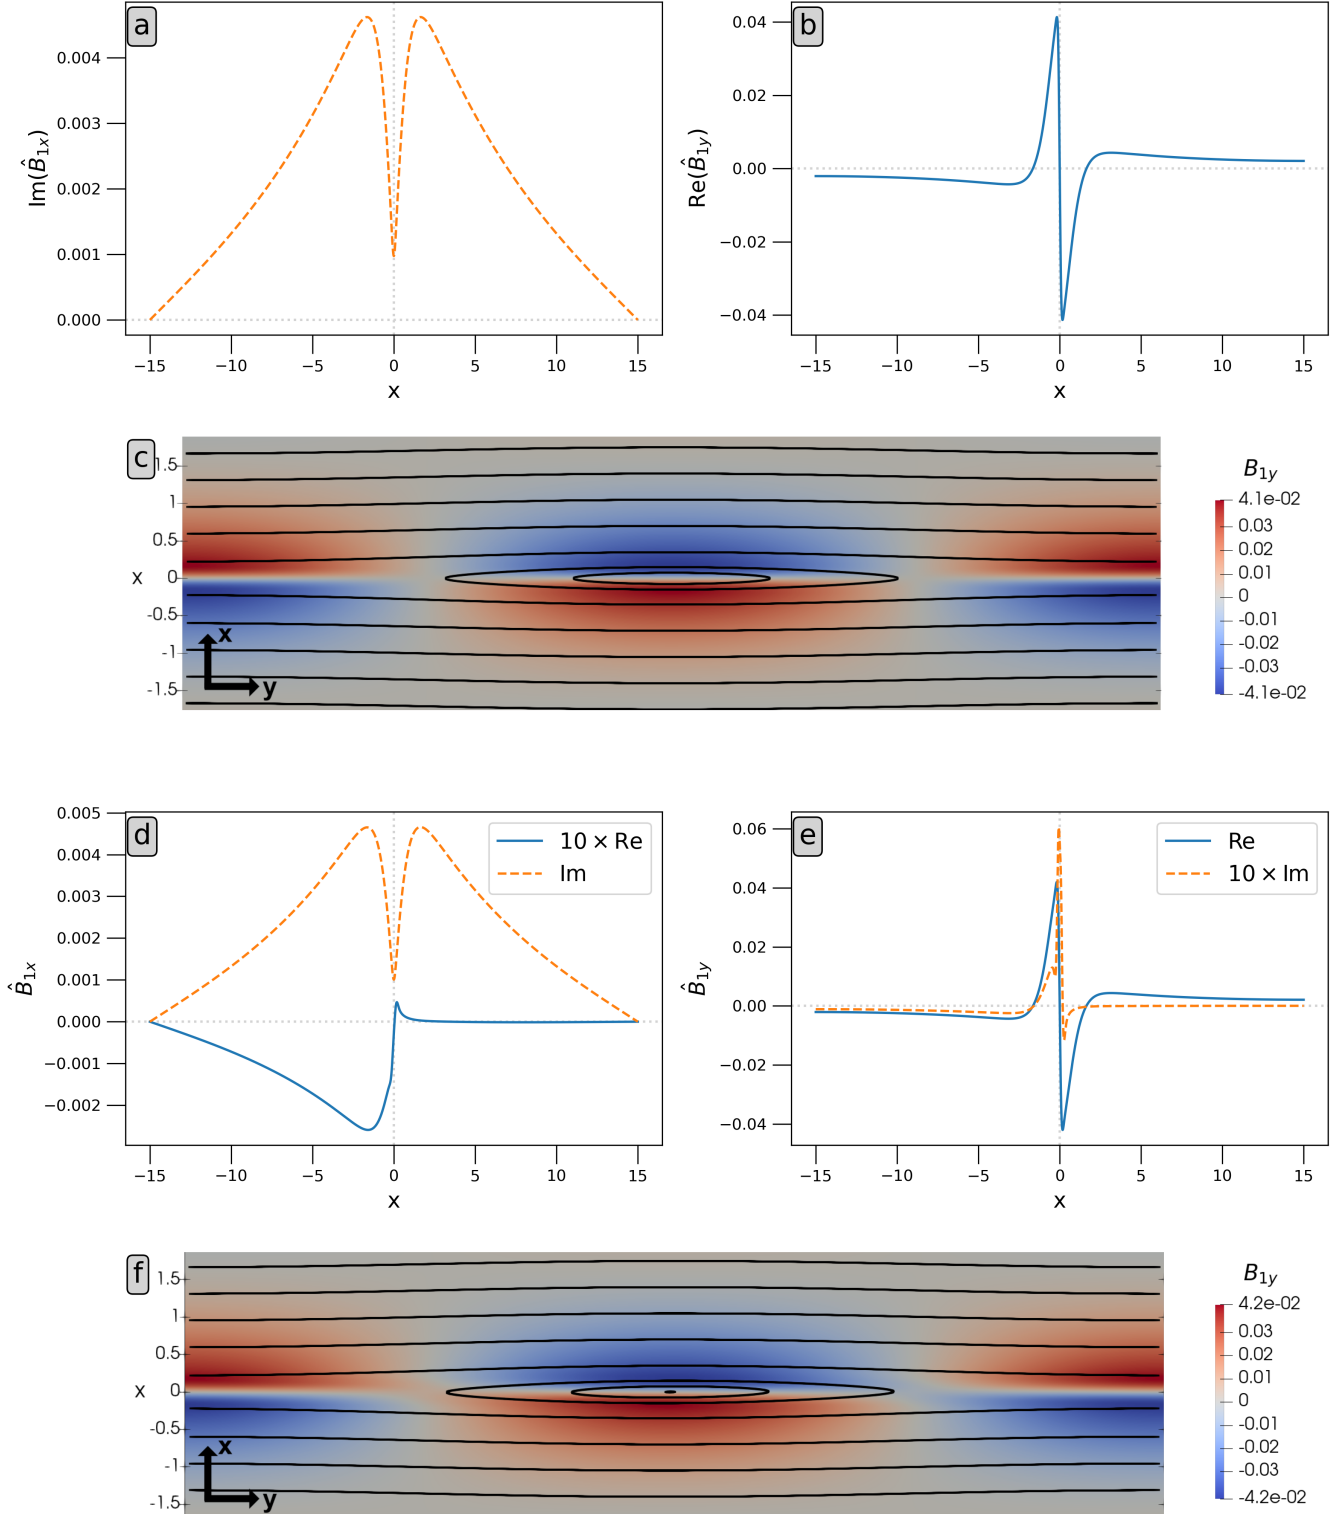 a
0.004
0.003
0.002
0.001
0.000
Im(B̂1x)
−15 −10 −5 0 5 10 15
x
b
0.04
0.02
0.00
−0.02
−0.04
Re(B̂1y)
−15 −10 −5 0 5 10 15
x
c
1.5
1
0.5
x 0
-0.5
-1
-1.5
x
y
B1y
4.1e-02
0.03
0.02
0.01
0
-0.01
-0.02
-0.03
-4.1e-02
d
0.005
0.004
0.003
0.002
0.001
0.000
−0.001
−0.002
B̂1x
10 × Re
Im
−15 −10 −5 0 5 10 15
x
e
0.06
0.04
0.02
0.00
−0.02
−0.04
B̂1y
Re
10 × Im
−15 −10 −5 0 5 10 15
x
f
1.5
1
0.5
x 0
-0.5
-1
-1.5
x
y
B1y
4.2e-02
0.03
0.02
0.01
0
-0.01
-0.02
-0.03
-4.2e-02